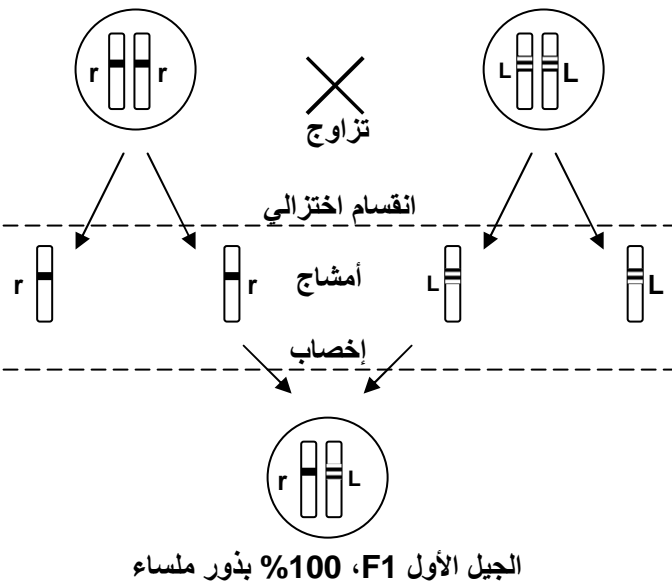 r r L L
تزاوج
انقسام اختزالي
r r أمشاج L L
إخصاب
r L
الجيل الأول F1، 100% بذور ملساء